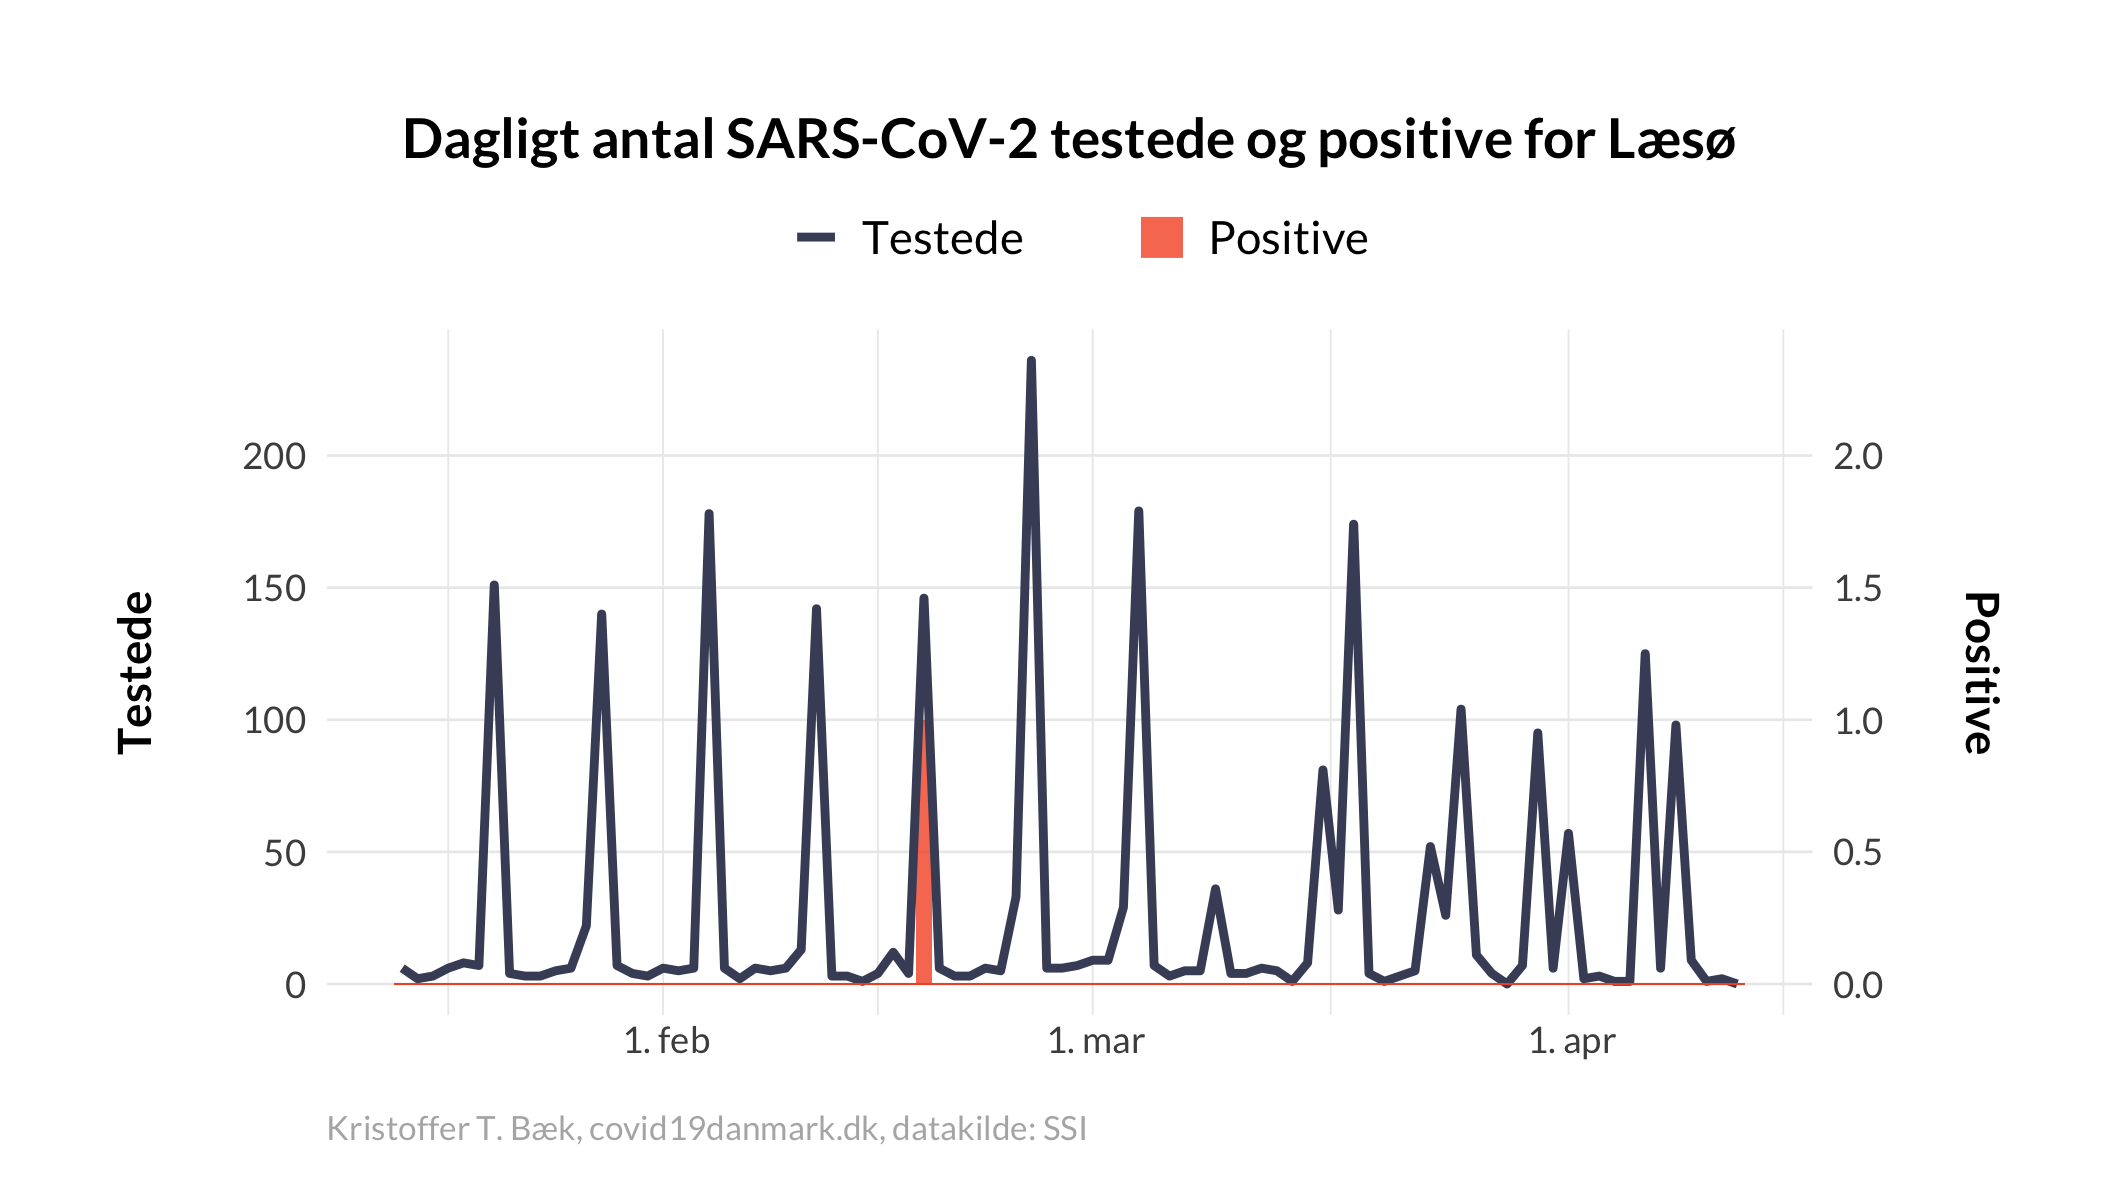 Dagligt antal SARS-CoV-2 testede og positive for Læsø
Testede
Positive
Testede
200
150
100
50
0
2.0
1.5
1.0
0.5
0.0
Positive
1. feb
1. mar
1. apr
Kristoffer T. Bæk, covid19danmark.dk, datakilde: SSI